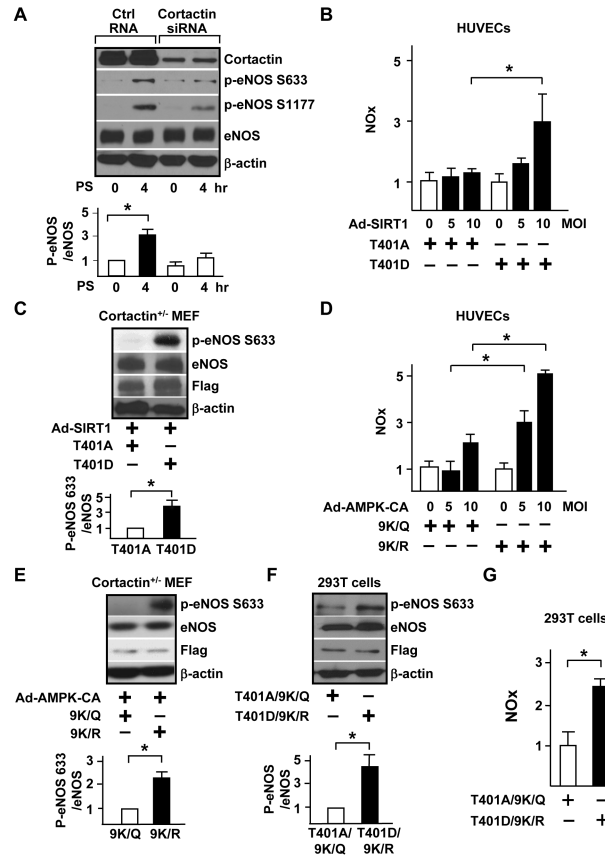 A
Ctrl RNA
Cortactin siRNA
Cortactin
p-eNOS S633
p-eNOS S1177
eNOS
β-actin
PS 0 4 0 4 hr
P-eNOS /eNOS
5
3
1
*
PS 0 4 0 4 hr
B
HUVECs
NOx
5
3
1
*
Ad-SIRT1 0 5 10 0 5 10 MOI
T401A + + + − − −
T401D − − − + + +
C
Cortactin+/- MEF
p-eNOS S633
eNOS
Flag
β-actin
Ad-SIRT1 + +
T401A + −
T401D − +
P-eNOS 633 /eNOS
5
3
1
*
T401A T401D
D
HUVECs
NOx
5
3
1
*
*
Ad-AMPK-CA 0 5 10 0 5 10 MOI
9K/Q + + + − − −
9K/R − − − + + +
E
Cortactin+/- MEF
p-eNOS S633
eNOS
Flag
β-actin
Ad-AMPK-CA + +
9K/Q + −
9K/R − +
P-eNOS 633 /eNOS
3
2
1
*
9K/Q 9K/R
F
293T cells
p-eNOS S633
eNOS
Flag
β-actin
T401A/9K/Q + −
T401D/9K/R − +
P-eNOS /eNOS
5
3
1
*
T401A/ T401D/
9K/Q 9K/R
G
293T cells
NOx
3
2
1
*
T401A/9K/Q + −
T401D/9K/R − +